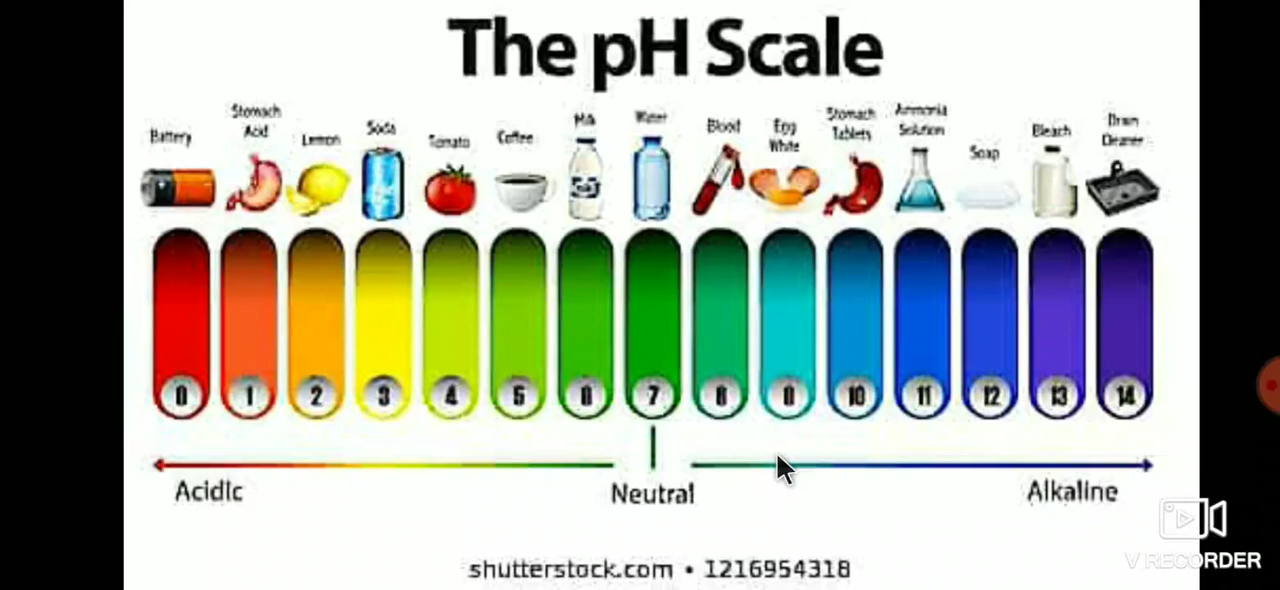 The pH Scale
Battery
Stomach
Acid
Lemon
Soda
Tomato
Coffee
Milk
Water
Blood
Egg
White
Stomach
Tablets
Ammonia
Solution
Soap
Bleach
Drain
Cleaner
0 1 2 3 4 5 6 7 8 9 10 11 12 13 14
Acidic
Neutral
Alkaline
shutterstock.com • 1216954318
V RECORDER